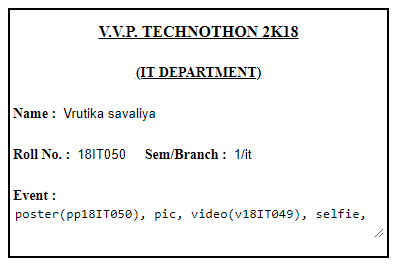 V.V.P. TECHNOTHON 2K18
(IT DEPARTMENT)
Name : Vrutika savaliya
Roll No. : 18IT050 Sem/Branch : 1/it
Event :
poster(pp18IT050), pic, video(v18IT049), selfie,